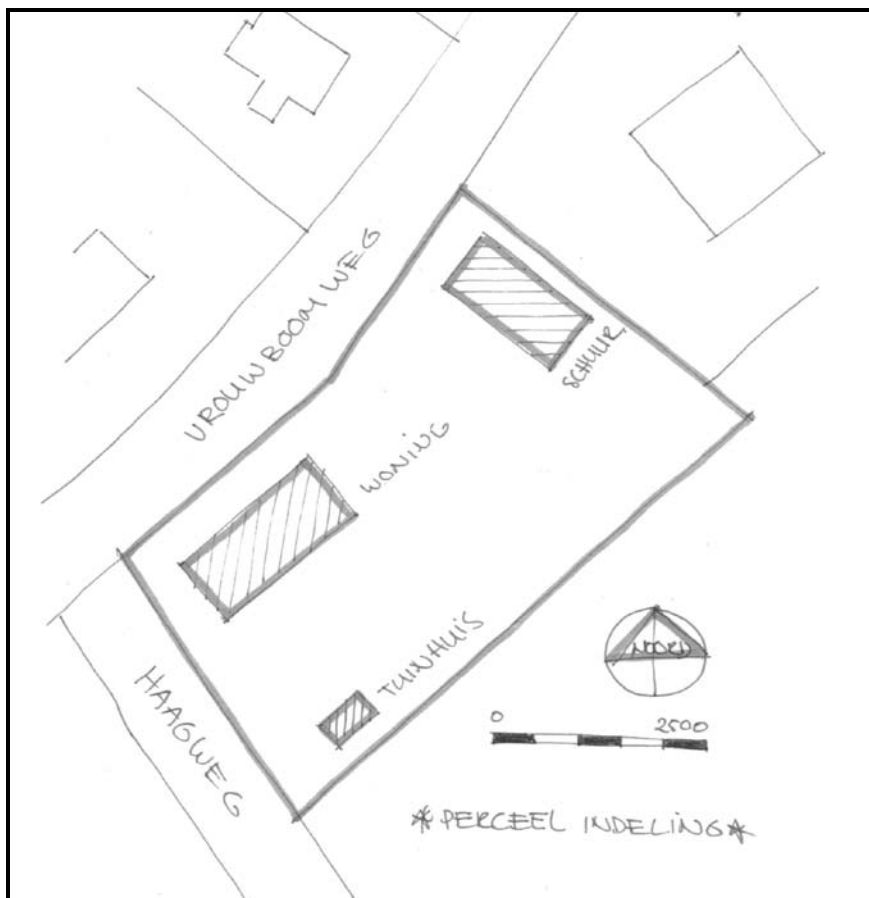 VROUWBOOMWEG
SCHUUR
WONING
TUINHUIS
HAAGWEG
NOORD
0 2500
*PERCEEL INDELING*